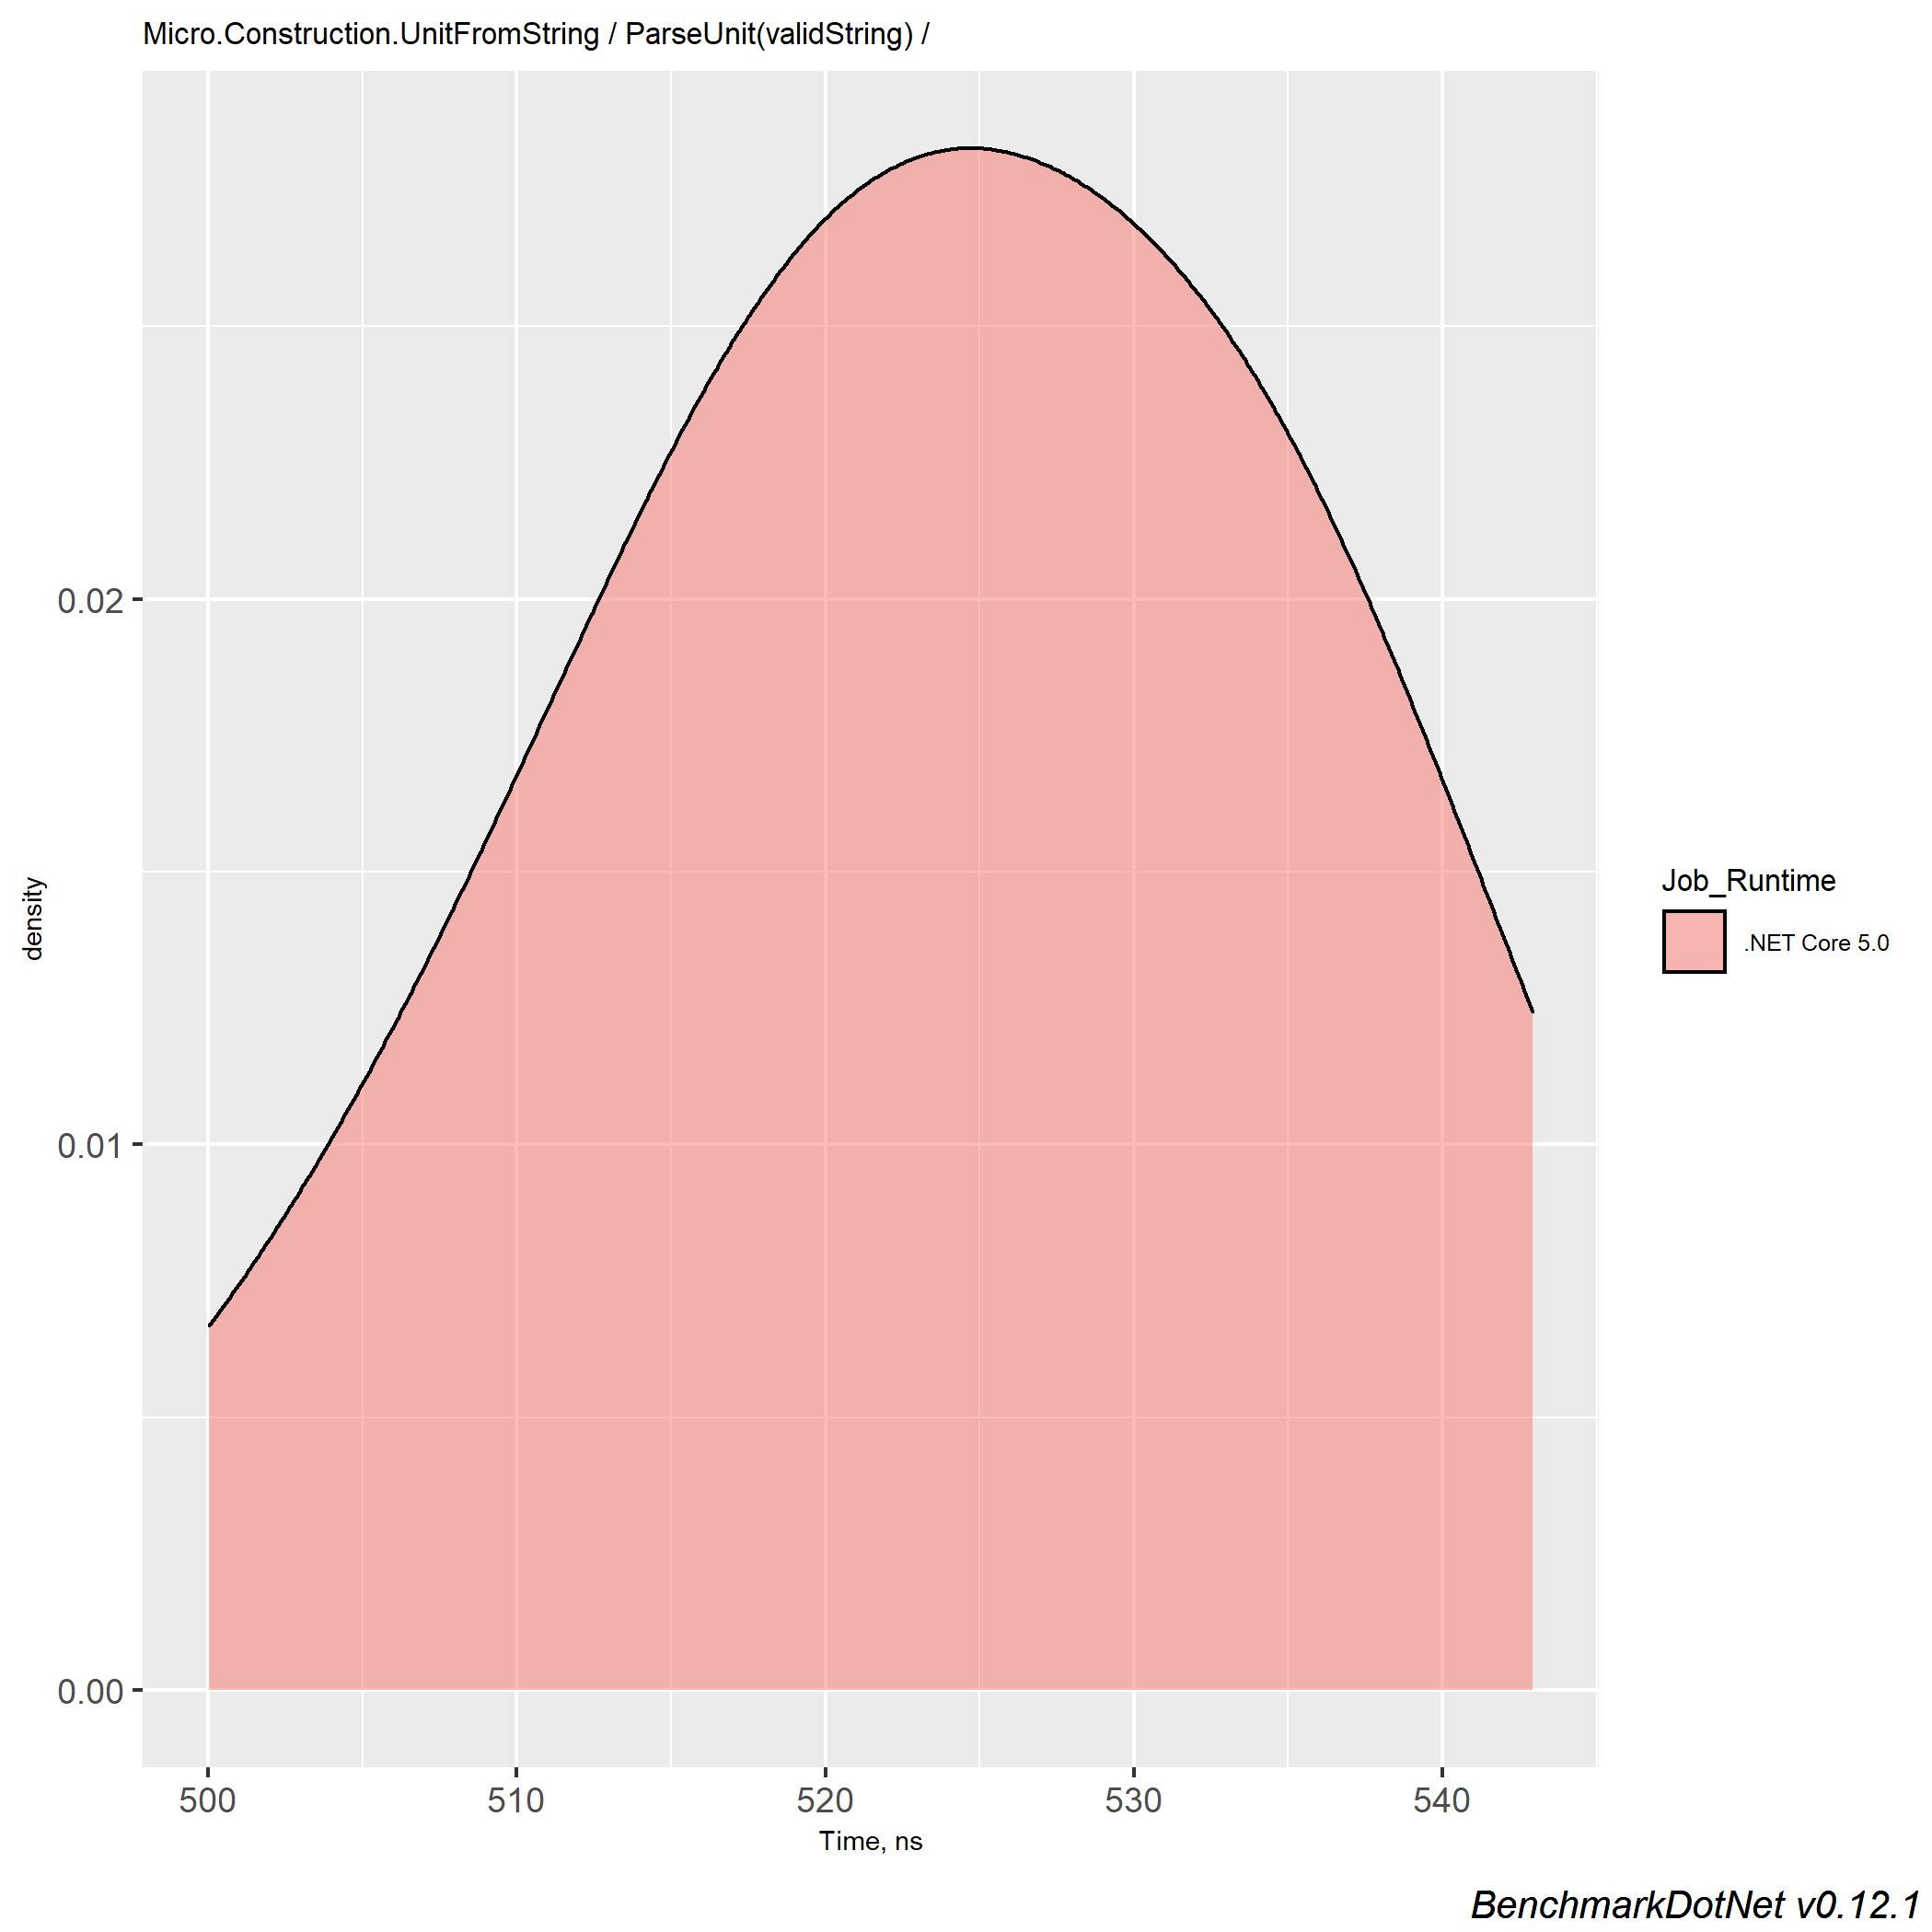 Micro.Construction.UnitFromString / ParseUnit(validString) /
0.02
0.01
0.00
density
500 510 520 530 540
Time, ns
Job_Runtime
.NET Core 5.0
BenchmarkDotNet v0.12.1